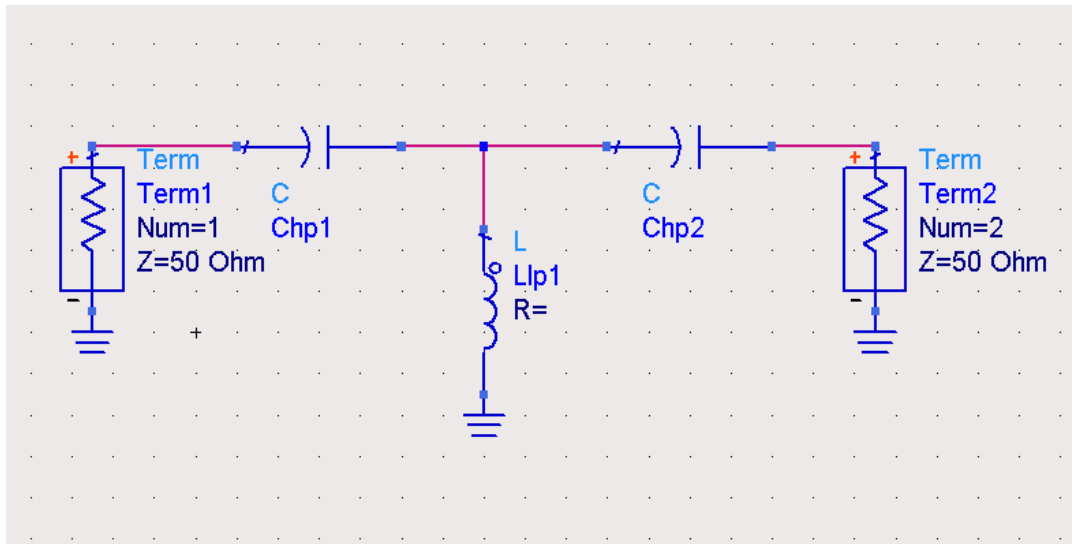 +
Term
Term1
Num=1
Z=50 Ohm
-
C
Chp1
L
Llp1
R=
C
Chp2
+
Term
Term2
Num=2
Z=50 Ohm
-